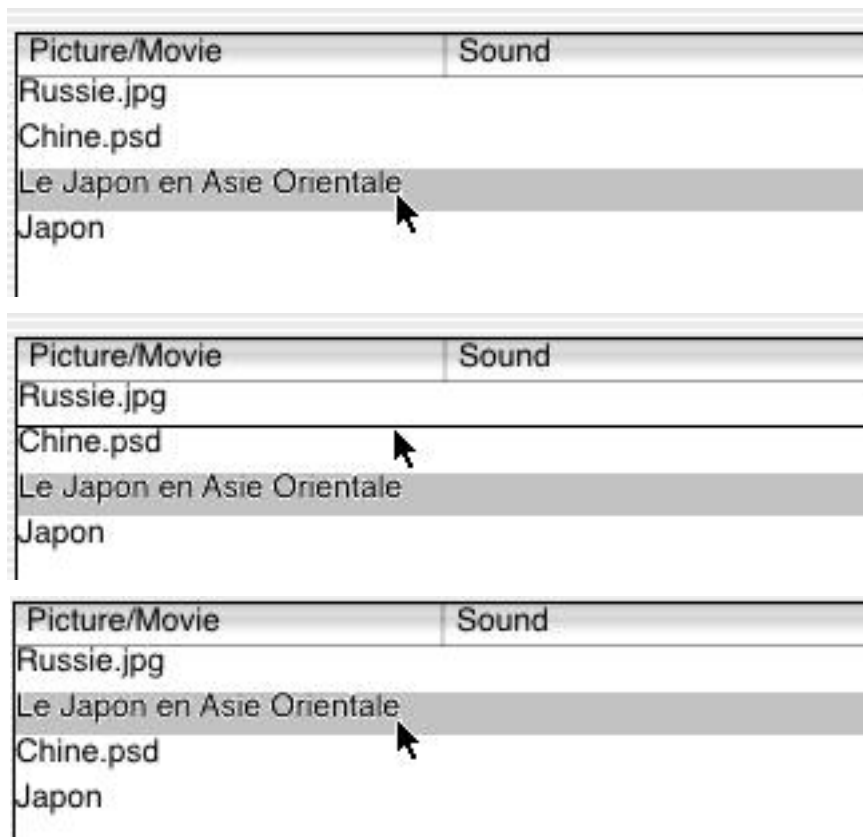 Picture/Movie Sound
Russie.jpg
Chine.psd
Le Japon en Asie Orientale
Japon
Picture/Movie Sound
Russie.jpg
Chine.psd
Le Japon en Asie Orientale
Japon
Picture/Movie Sound
Russie.jpg
Le Japon en Asie Orientale
Chine.psd
Japon